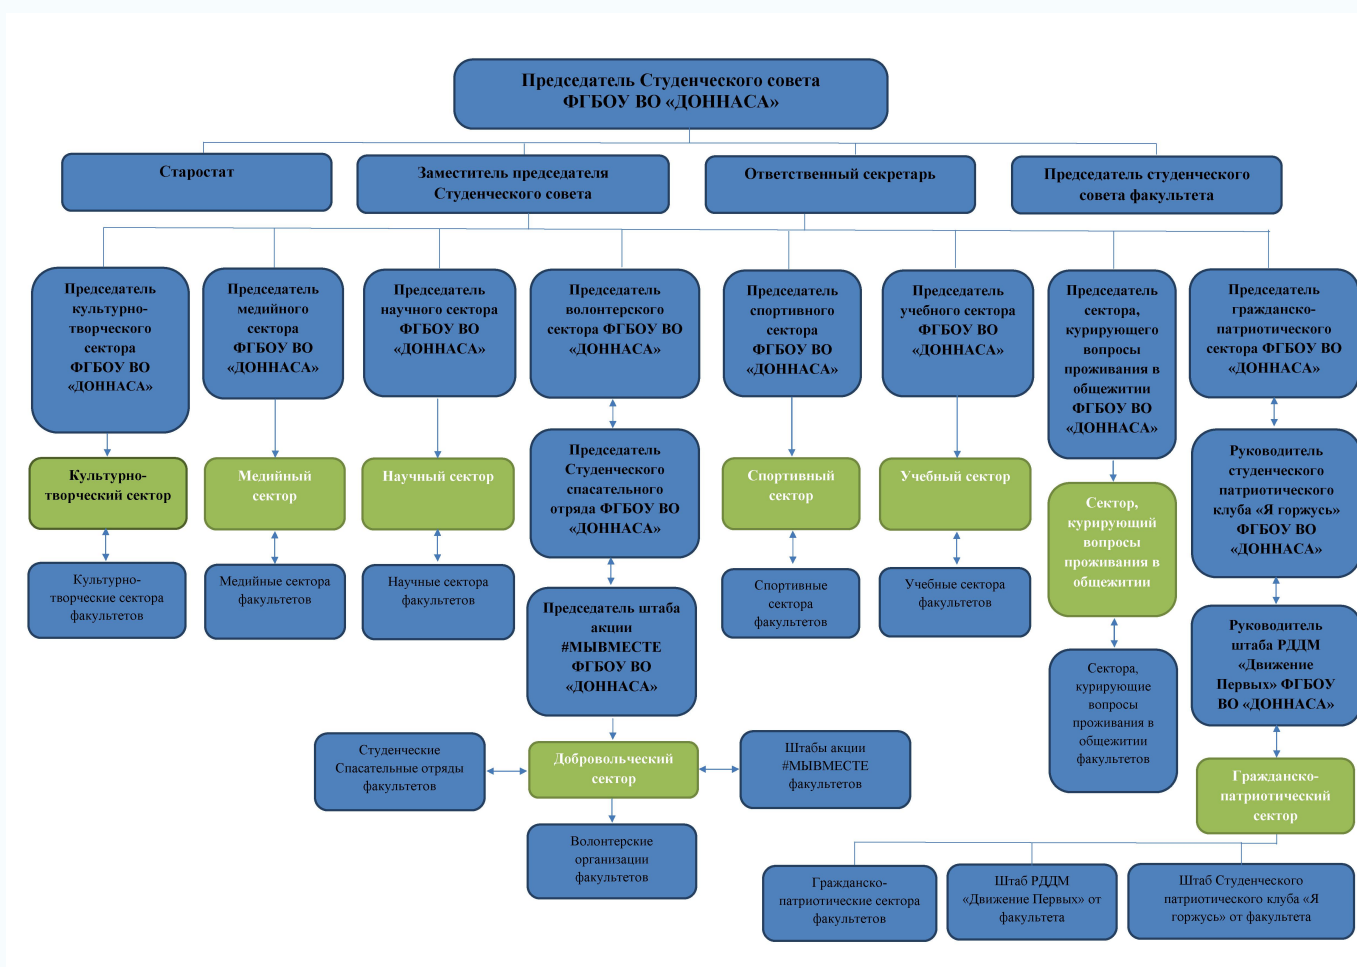 Председатель Студенческого совета
ФГБОУ ВО «ДОННАСА»
Старостат
Заместитель председателя
Студенческого совета
Ответственный секретарь
Председатель студенческого
совета факультета
Председатель
культурно-
творческого
сектора
ФГБОУ ВО
«ДОННАСА»
Председатель
медийного
сектора
ФГБОУ ВО
«ДОННАСА»
Председатель
научного сектора
ФГБОУ ВО
«ДОННАСА»
Председатель
волонтерского
сектора ФГБОУ ВО
«ДОННАСА»
Председатель
спортивного
сектора
ФГБОУ ВО
«ДОННАСА»
Председатель
учебного сектора
ФГБОУ ВО
«ДОННАСА»
Председатель
сектора,
курирующего
вопросы
проживания в
общежитии
ФГБОУ ВО
«ДОННАСА»
Председатель
гражданско-
патриотического
сектора ФГБОУ ВО
«ДОННАСА»
Культурно-
творческий сектор
Медийный
сектор
Научный сектор
Председатель
Студенческого
спасательного
отряда ФГБОУ ВО
«ДОННАСА»
Спортивный
сектор
Учебный сектор
Сектор,
курирующий
вопросы
проживания в
общежитии
Руководитель
студенческого
патриотического
клуба «Я горжусь»
ФГБОУ ВО
«ДОННАСА»
Культурно-
творческие сектора
факультетов
Медийные сектора
факультетов
Научные сектора
факультетов
Председатель штаба
акции
#МЫВМЕСТЕ
ФГБОУ ВО
«ДОННАСА»
Спортивные
сектора
факультетов
Учебные сектора
факультетов
Сектора,
курирующие
вопросы
проживания в
общежитии
факультетов
Руководитель
штаба РДДМ
«Движение
Первых» ФГБОУ
ВО «ДОННАСА»
Студенческие
Спасательные отряды
факультетов
Добровольческий
сектор
Штабы акции
#МЫВМЕСТЕ
факультетов
Гражданско-
патриотический
сектор
Волонтерские
организации
факультетов
Гражданско-
патриотические сектора
факультетов
Штаб РДДМ
«Движение Первых» от
факультета
Штаб Студенческого
патриотического клуба «Я
горжусь» от факультета